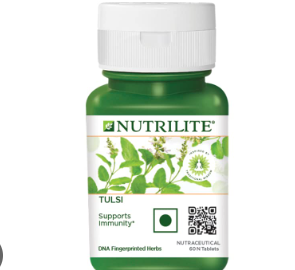 NUTRILITE®
TULSI
Supports
Immunity*
NUTRACEUTICAL
60 N Tablets
DNA Fingerprinted Herbs